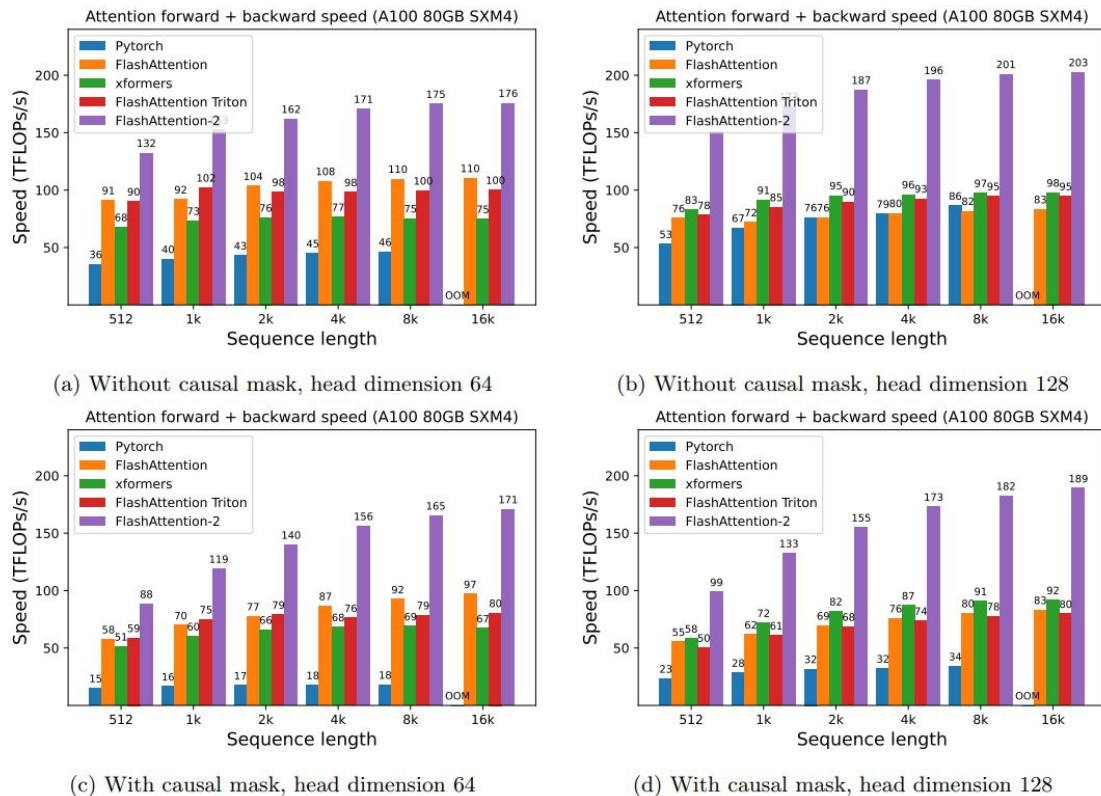 Attention forward + backward speed (A100 80GB SXM4)
Pytorch
FlashAttention
xformers
FlashAttention Triton
FlashAttention-2
Speed (TFLOPs/s)
200
150
100
50
36 91 68 90 132
40 92 73 102
43 104 76 98 162
45 108 77 98 171
46 110 75 100 175
OOM 110 75 100 176
512 1k 2k 4k 8k 16k
Sequence length
(a) Without causal mask, head dimension 64
Attention forward + backward speed (A100 80GB SXM4)
Pytorch
FlashAttention
xformers
FlashAttention Triton
FlashAttention-2
Speed (TFLOPs/s)
200
150
100
50
53 76 83 78
67 72 91 85
76 76 95 90 187
79 80 96 93 196
86 82 97 95 201
OOM 83 98 95 203
512 1k 2k 4k 8k 16k
Sequence length
(b) Without causal mask, head dimension 128
Attention forward + backward speed (A100 80GB SXM4)
Pytorch
FlashAttention
xformers
FlashAttention Triton
FlashAttention-2
Speed (TFLOPs/s)
200
150
100
50
15 58 51 59 88
16 70 60 75 119
17 77 66 79 140
18 87 68 76 156
18 92 69 79 165
OOM 97 67 80 171
512 1k 2k 4k 8k 16k
Sequence length
(c) With causal mask, head dimension 64
Attention forward + backward speed (A100 80GB SXM4)
Pytorch
FlashAttention
xformers
FlashAttention Triton
FlashAttention-2
Speed (TFLOPs/s)
200
150
100
50
23 55 58 50 99
28 62 72 61 133
32 69 82 68 155
32 76 87 74 173
34 80 91 78 182
OOM 83 92 80 189
512 1k 2k 4k 8k 16k
Sequence length
(d) With causal mask, head dimension 128